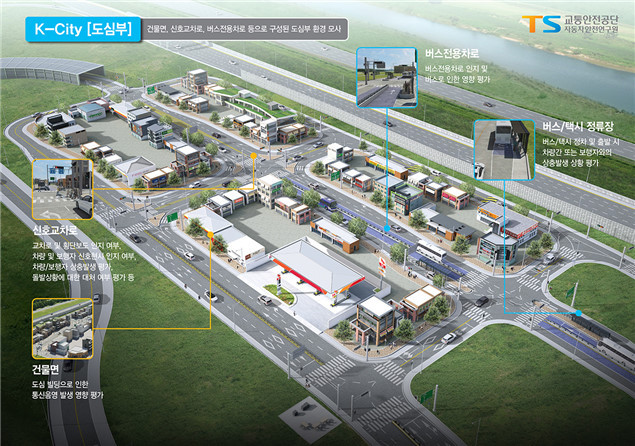 K-City [도심부]
건물면, 신호교차로, 버스전용차로 등으로 구성된 도심부 환경 모사
TS 교통안전공단
자동차안전연구원
버스전용차로
버스전용차로 인지 및
버스로 인한 영향 평가
버스/택시 정류장
버스/택시 정차 및 출발 시
차량간 또는 보행자와의
상충발생 상황 평가
신호교차로
교차로 및 횡단보도 인지 여부,
차량 및 보행자 신호현시 인지 여부,
차량/보행자 상충발생 평가,
돌발상황에 대한 대처 여부 평가 등
건물면
도심 빌딩으로 인한
통신음영 발생 영향 평가